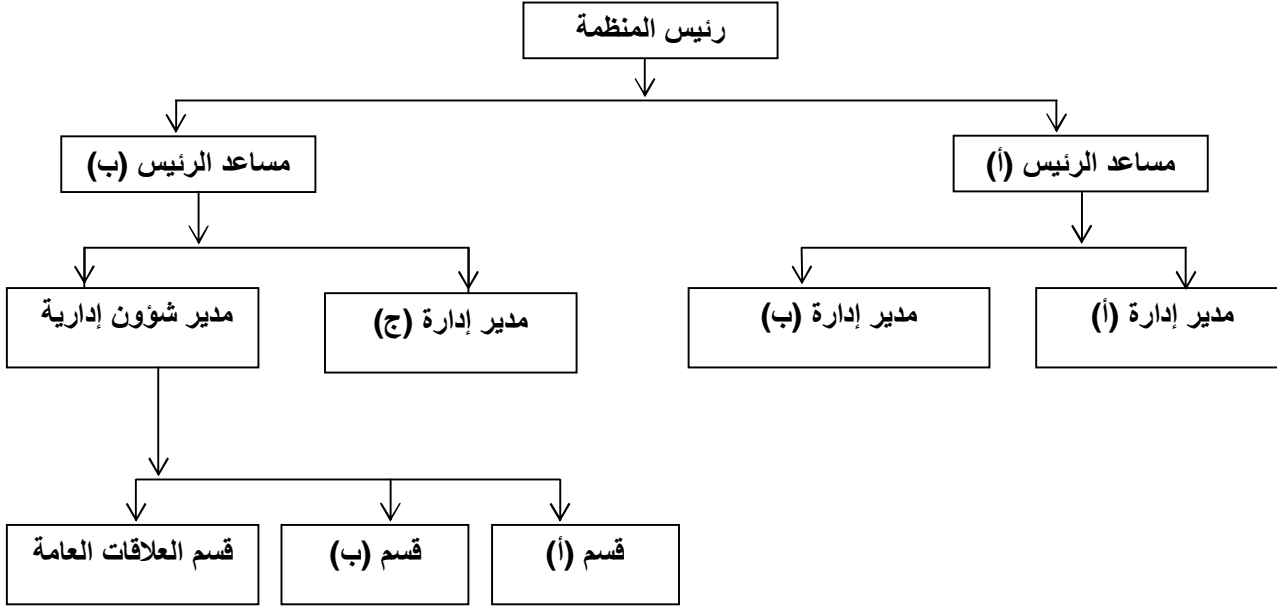 رئيس المنظمة
مساعد الرئيس (أ)
مساعد الرئيس (ب)
مدير إدارة (أ)
مدير إدارة (ب)
مدير إدارة (ج)
مدير شؤون إدارية
قسم (أ)
قسم (ب)
قسم العلاقات العامة